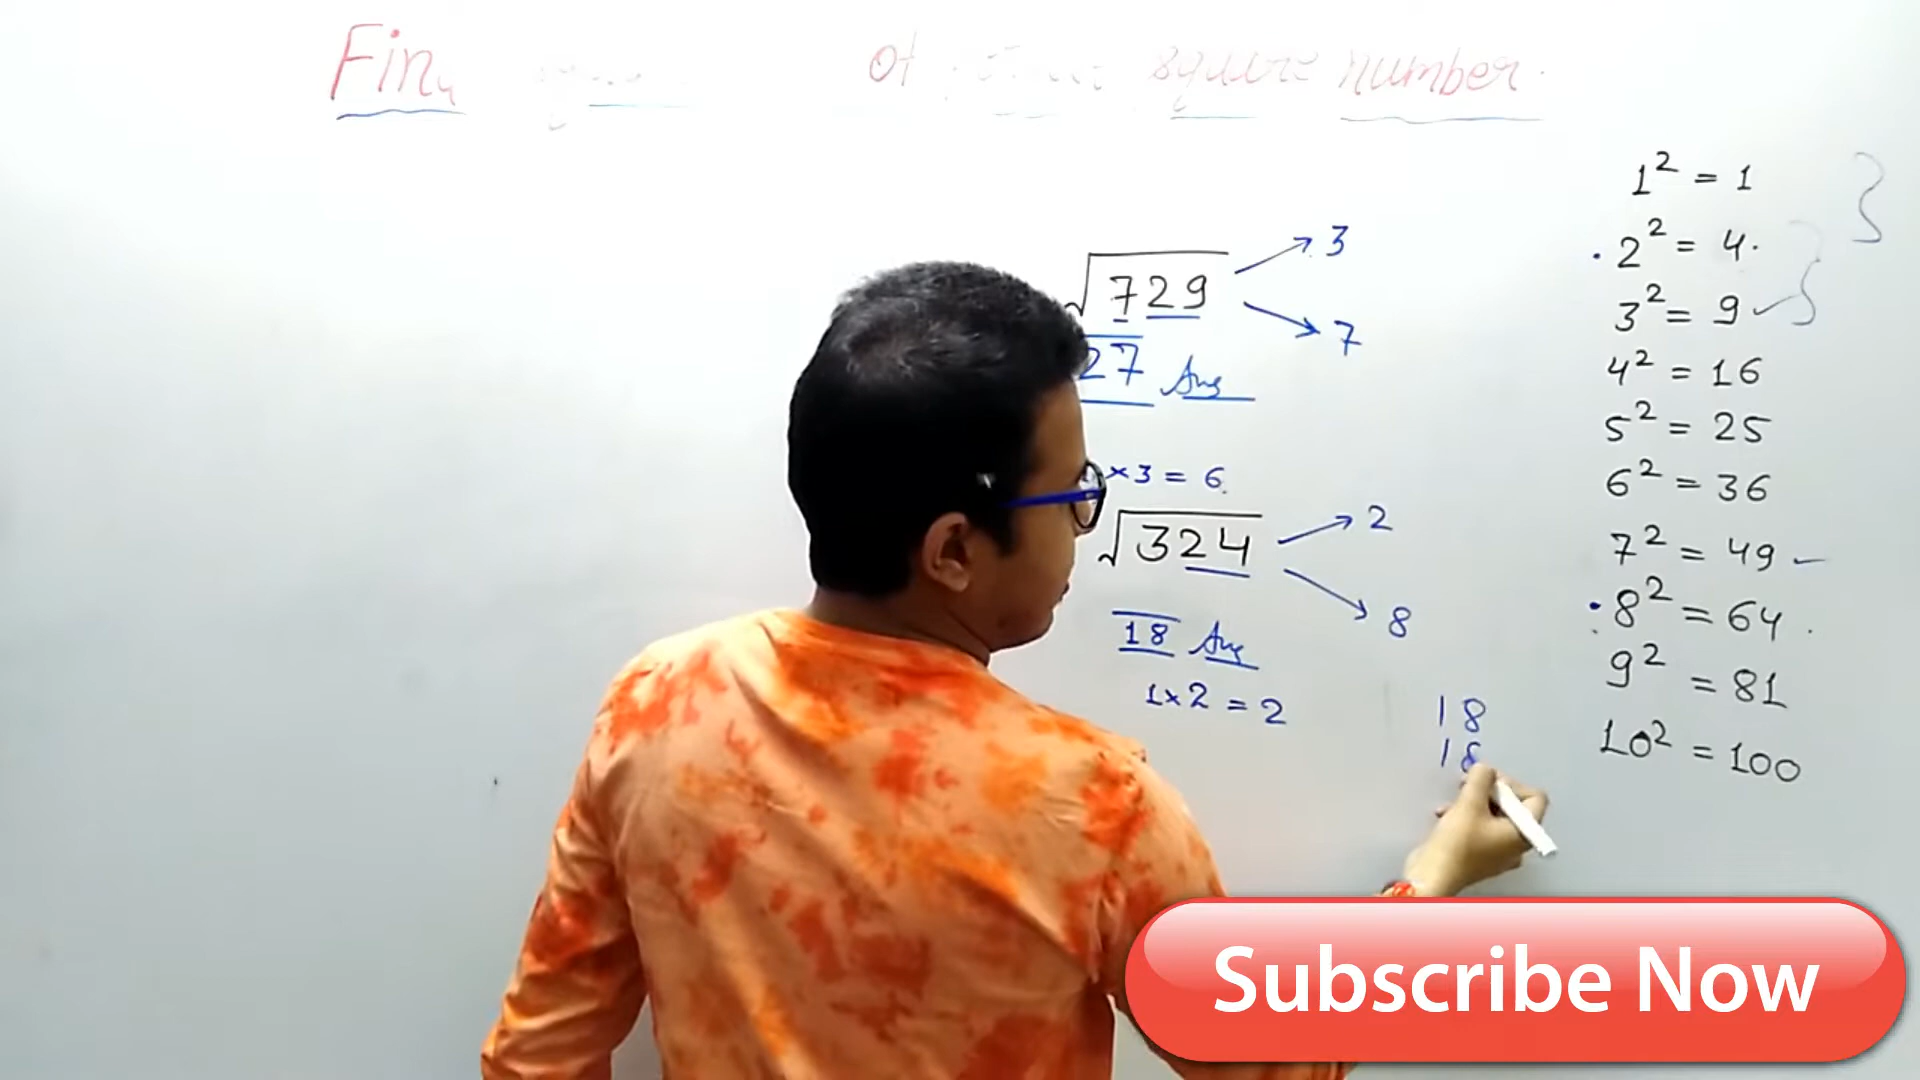 Find of square number.
√729 3
7
27 Ans
×3 = 6
√324 2
8
18 Ans
1×2 = 2
18
18
1² = 1
2² = 4
3² = 9
4² = 16
5² = 25
6² = 36
7² = 49
8² = 64
9² = 81
10² = 100
Subscribe Now